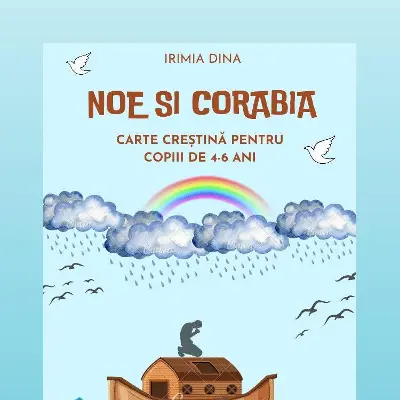 IRIMIA DINA
NOE SI CORABIA
CARTE CREȘTINĂ PENTRU
COPIII DE 4-6 ANI